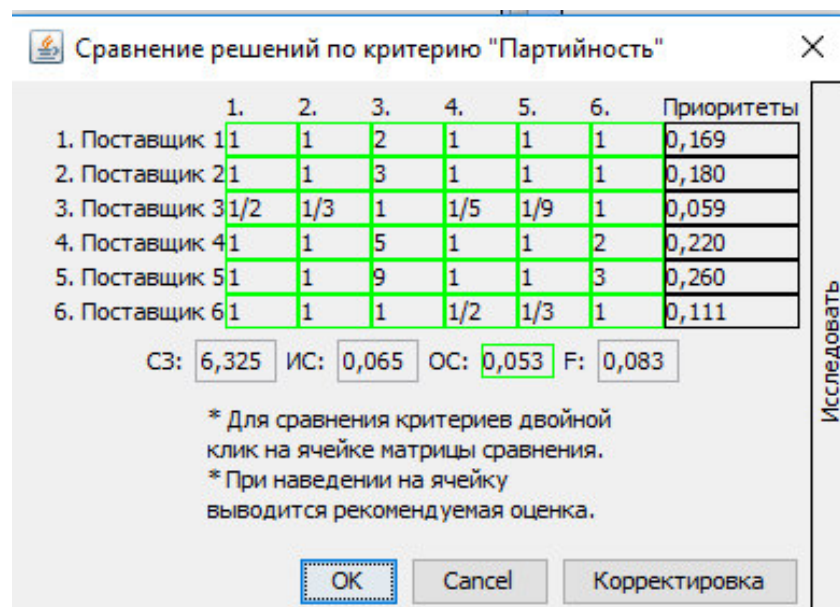 Сравнение решений по критерию "Партийность"
1. 2. 3. 4. 5. 6. Приоритеты
1. Поставщик 1 1 1 2 1 1 1 0,169
2. Поставщик 2 1 1 3 1 1 1 0,180
3. Поставщик 3 1/2 1/3 1 1/5 1/9 1 0,059
4. Поставщик 4 1 1 5 1 1 2 0,220
5. Поставщик 5 1 1 9 1 1 3 0,260
6. Поставщик 6 1 1 1 1/2 1/3 1 0,111
СЗ: 6,325 ИС: 0,065 ОС: 0,053 F: 0,083
* Для сравнения критериев двойной
клик на ячейке матрицы сравнения.
* При наведении на ячейку
выводится рекомендуемая оценка.
OK Cancel Корректировка
Исследовать